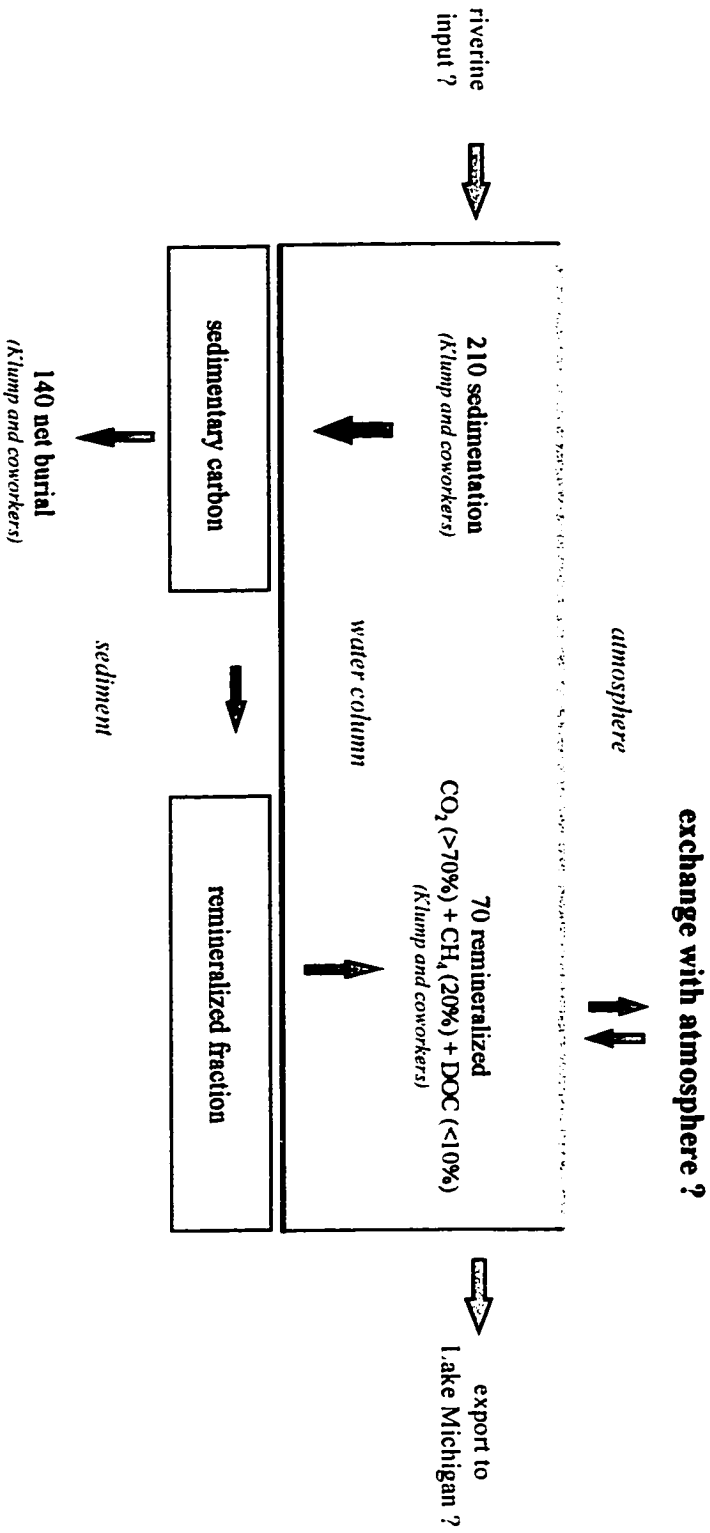 exchange with atmosphere ?
atmosphere
riverine
input ?
210 sedimentation
(Klump and coworkers)
70 remineralized
CO₂ (>70%) + CH₄ (20%) + DOC (<10%)
(Klump and coworkers)
export to
Lake Michigan ?
water column
sedimentary carbon
remineralized fraction
sediment
140 net burial
(Klump and coworkers)